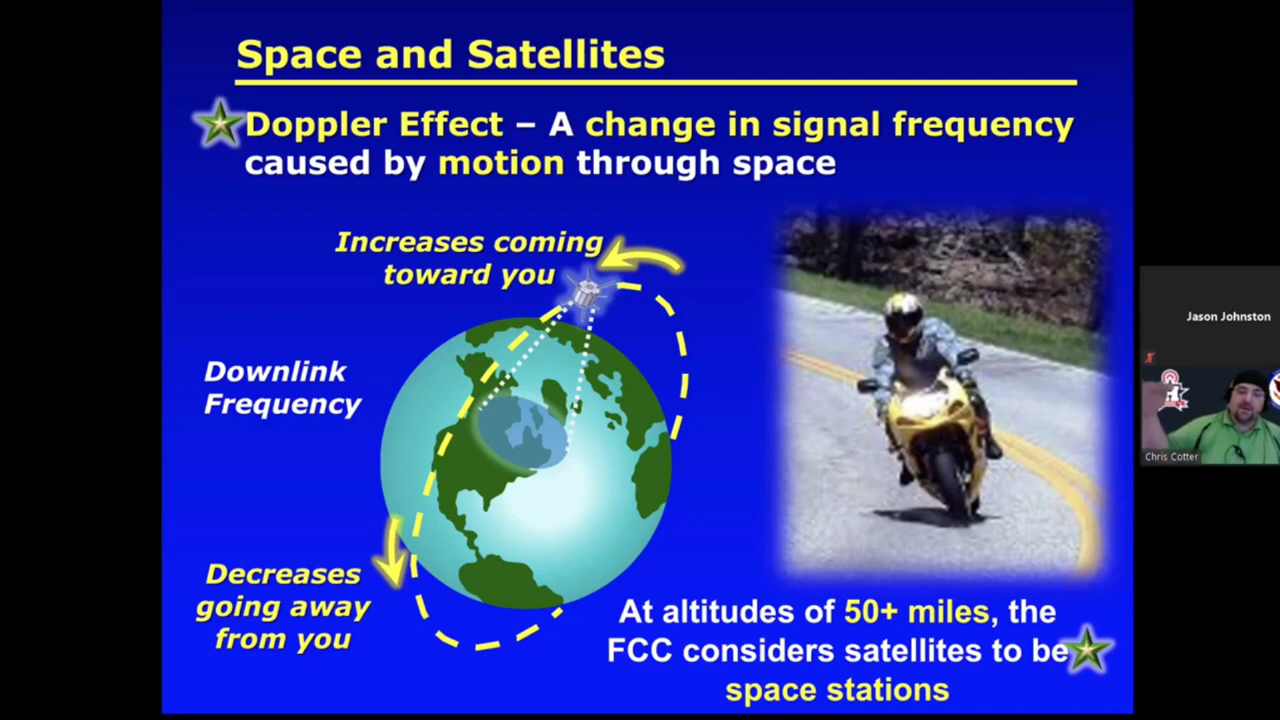 Space and Satellites
Doppler Effect – A change in signal frequency
caused by motion through space
Increases coming
toward you
Downlink
Frequency
Decreases
going away
from you
At altitudes of 50+ miles, the
FCC considers satellites to be
space stations
Jason Johnston
Chris Cotter